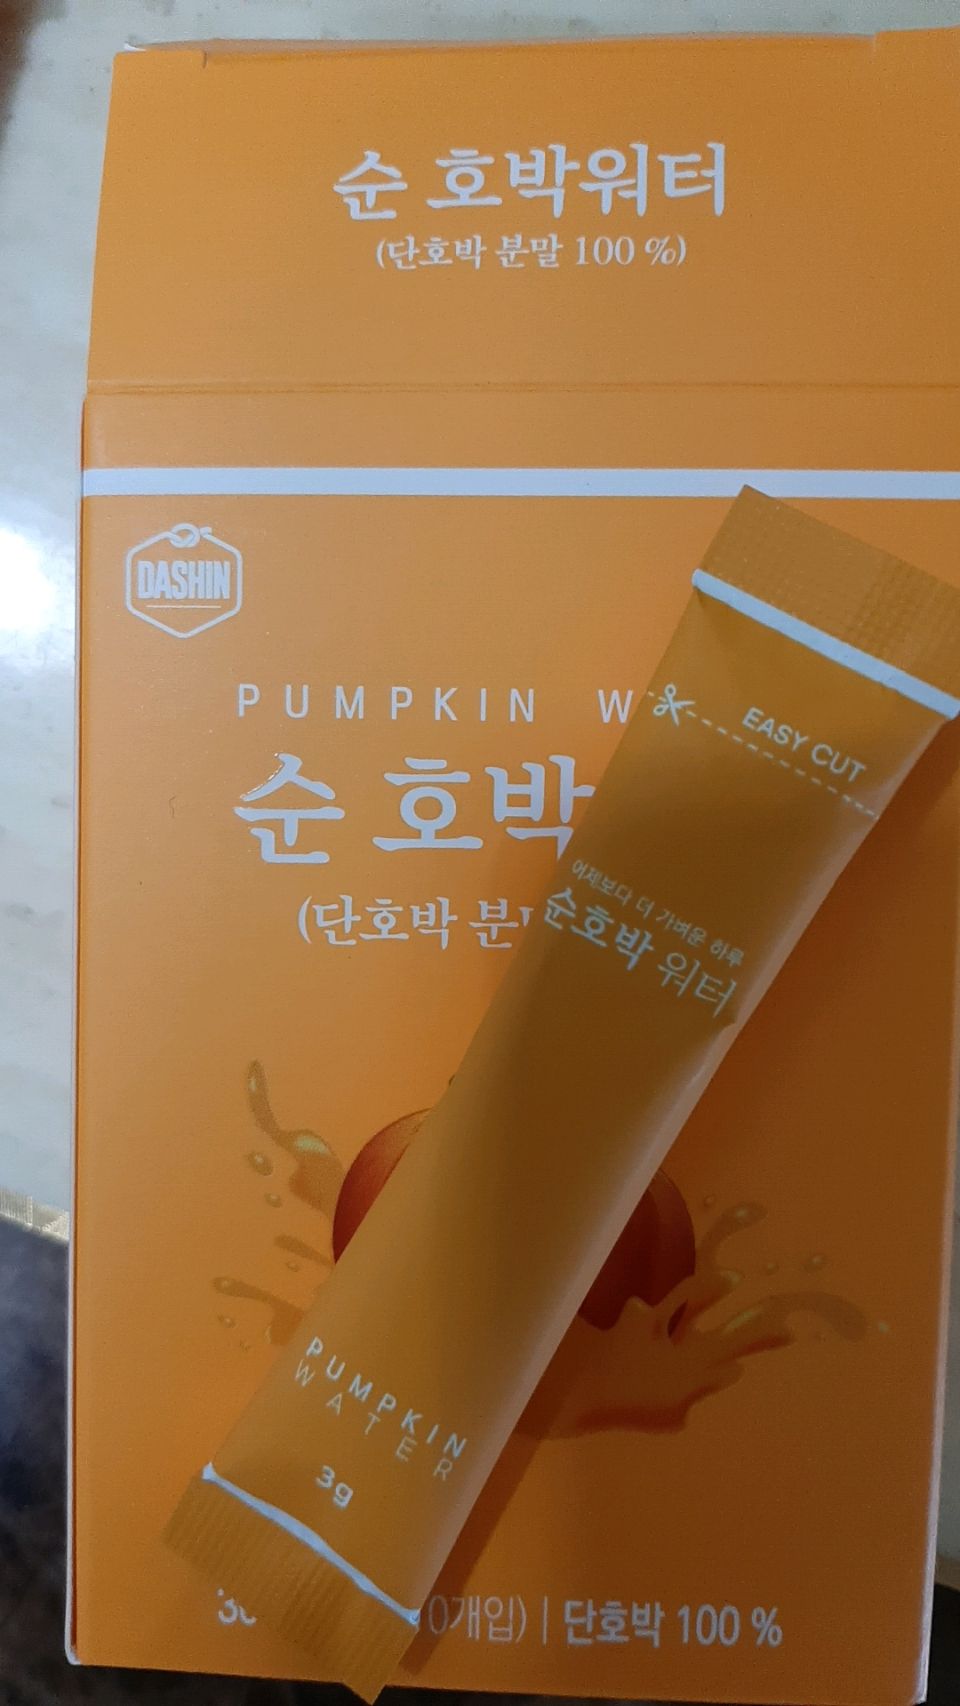 순 호박워터
(단호박 분말 100 %)
DASHIN
PUMPKIN
순 호박
(단호박
EASY CUT
어제보다 더 가벼운 하루
순호박 워터
PUMPKIN
WATER
3g
0개입) | 단호박 100 %